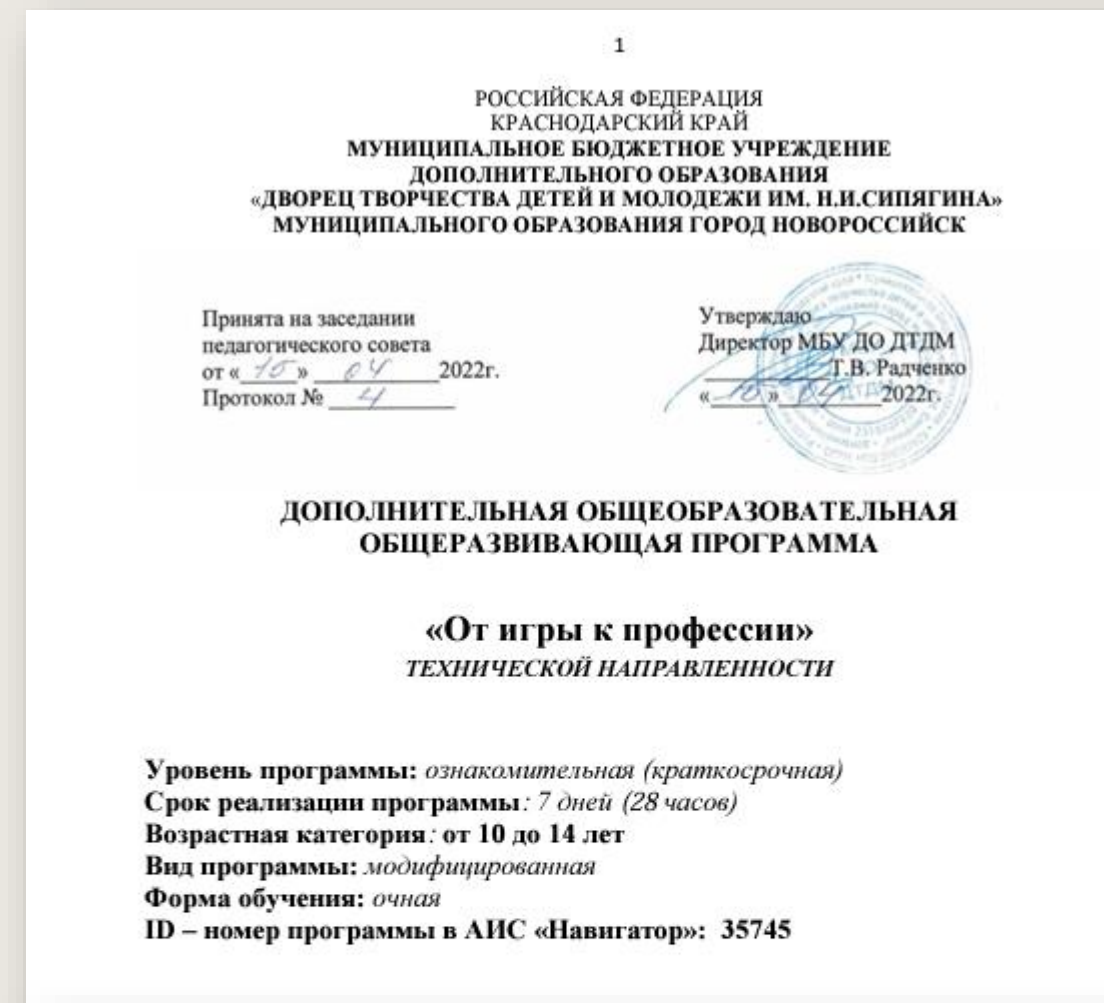 1
РОССИЙСКАЯ ФЕДЕРАЦИЯ
КРАСНОДАРСКИЙ КРАЙ
МУНИЦИПАЛЬНОЕ БЮДЖЕТНОЕ УЧРЕЖДЕНИЕ
ДОПОЛНИТЕЛЬНОГО ОБРАЗОВАНИЯ
«ДВОРЕЦ ТВОРЧЕСТВА ДЕТЕЙ И МОЛОДЕЖИ ИМ. Н.И.СИПЯГИНА»
МУНИЦИПАЛЬНОГО ОБРАЗОВАНИЯ ГОРОД НОВОРОССИЙСК
Принята на заседании
педагогического совета
от «15» 04 2022г.
Протокол № 4
Утверждаю
Директор МБУ ДО ДТДМ
Т.В. Радченко
« » 04 2022г.
ДОПОЛНИТЕЛЬНАЯ ОБЩЕОБРАЗОВАТЕЛЬНАЯ
ОБЩЕРАЗВИВАЮЩАЯ ПРОГРАММА
«От игры к профессии»
ТЕХНИЧЕСКОЙ НАПРАВЛЕННОСТИ
Уровень программы: ознакомительная (краткосрочная)
Срок реализации программы: 7 дней (28 часов)
Возрастная категория: от 10 до 14 лет
Вид программы: модифицированная
Форма обучения: очная
ID – номер программы в АИС «Навигатор»: 35745